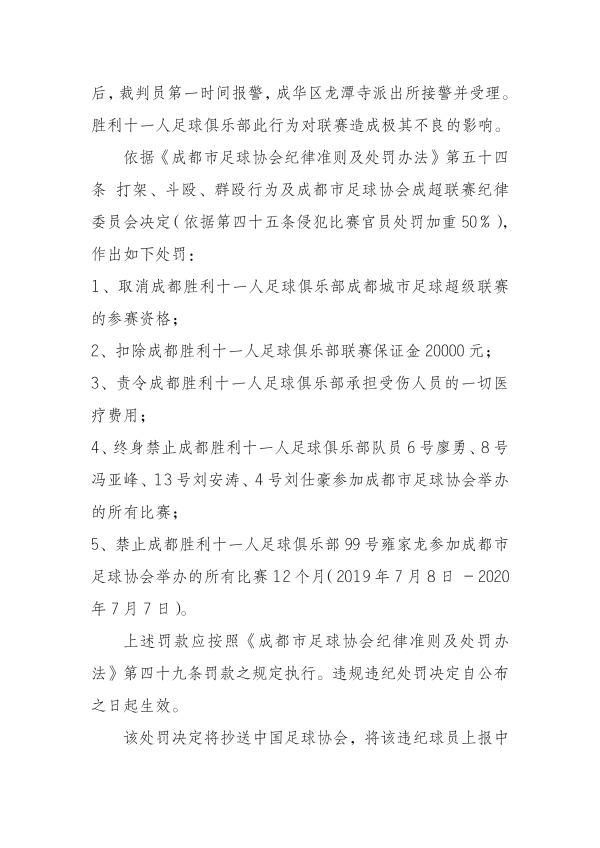 后，裁判员第一时间报警，成华区龙潭寺派出所接警并受理。
胜利十一人足球俱乐部此行为对联赛造成极其不良的影响。
依据《成都市足球协会纪律准则及处罚办法》第五十四
条 打架、斗殴、群殴行为及成都市足球协会成超联赛纪律
委员会决定（依据第四十五条侵犯比赛官员处罚加重50％），
作出如下处罚：
1、取消成都胜利十一人足球俱乐部成都城市足球超级联赛
的参赛资格；
2、扣除成都胜利十一人足球俱乐部联赛保证金20000元；
3、责令成都胜利十一人足球俱乐部承担受伤人员的一切医
疗费用；
4、终身禁止成都胜利十一人足球俱乐部队员6号廖勇、8号
冯亚峰、13号刘安涛、4号刘仕豪参加成都市足球协会举办
的所有比赛；
5、禁止成都胜利十一人足球俱乐部99号雍家龙参加成都市
足球协会举办的所有比赛12个月（2019年7月8日 －2020
年7月7日）。
上述罚款应按照《成都市足球协会纪律准则及处罚办
法》第四十九条罚款之规定执行。违规违纪处罚决定自公布
之日起生效。
该处罚决定将抄送中国足球协会，将该违纪球员上报中